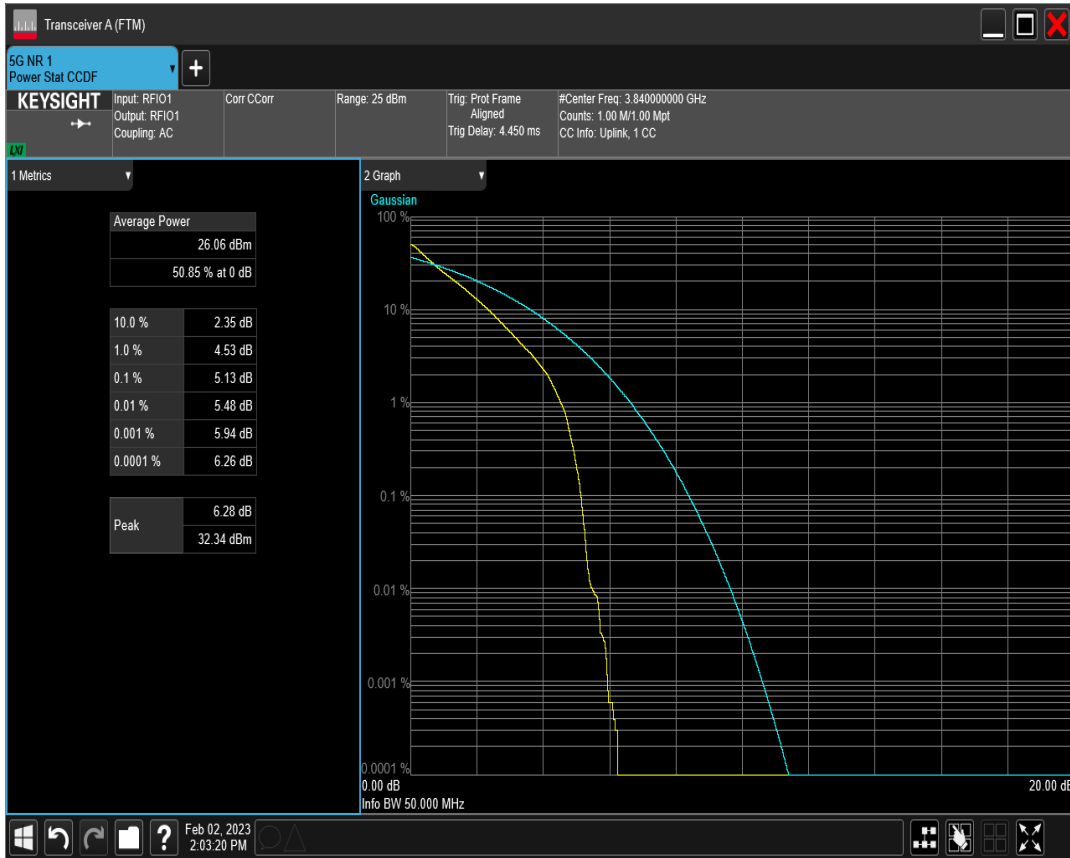 Transceiver A (FTM)
5G NR 1
Power Stat CCDF
+
KEYSIGHT
LXI
Input: RFIO1
Output: RFIO1
Coupling: AC
Corr CCorr
Range: 25 dBm
Trig: Prot Frame
Aligned
Trig Delay: 4.450 ms
#Center Freq: 3.840000000 GHz
Counts: 1.00 M/1.00 Mpt
CC Info: Uplink, 1 CC
1 Metrics
Average Power
26.06 dBm
50.85 % at 0 dB
10.0 % 2.35 dB
1.0 % 4.53 dB
0.1 % 5.13 dB
0.01 % 5.48 dB
0.001 % 5.94 dB
0.0001 % 6.26 dB
Peak
6.28 dB
32.34 dBm
2 Graph
Gaussian
100 %
10 %
1 %
0.1 %
0.01 %
0.001 %
0.0001 %
0.00 dB 20.00 dB
Info BW 50.000 MHz
?
Feb 02, 2023
2:03:20 PM